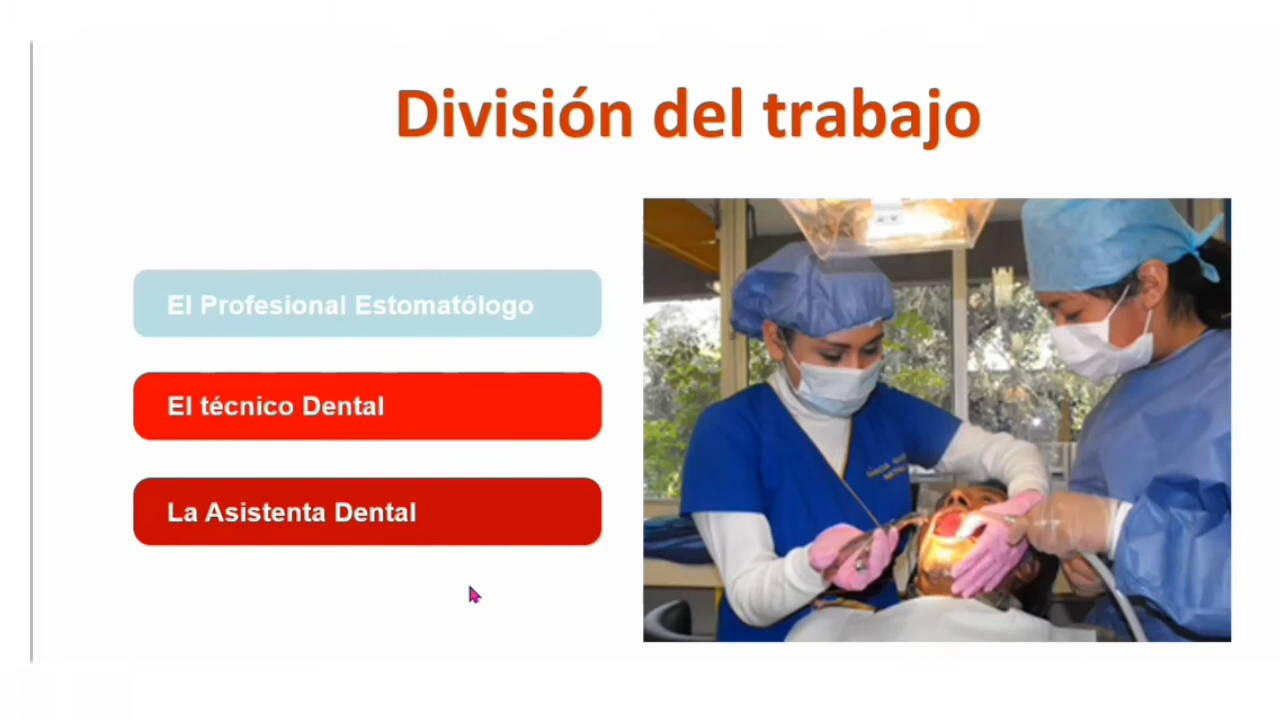 División del trabajo
El Profesional Estomatólogo
El técnico Dental
La Asistenta Dental